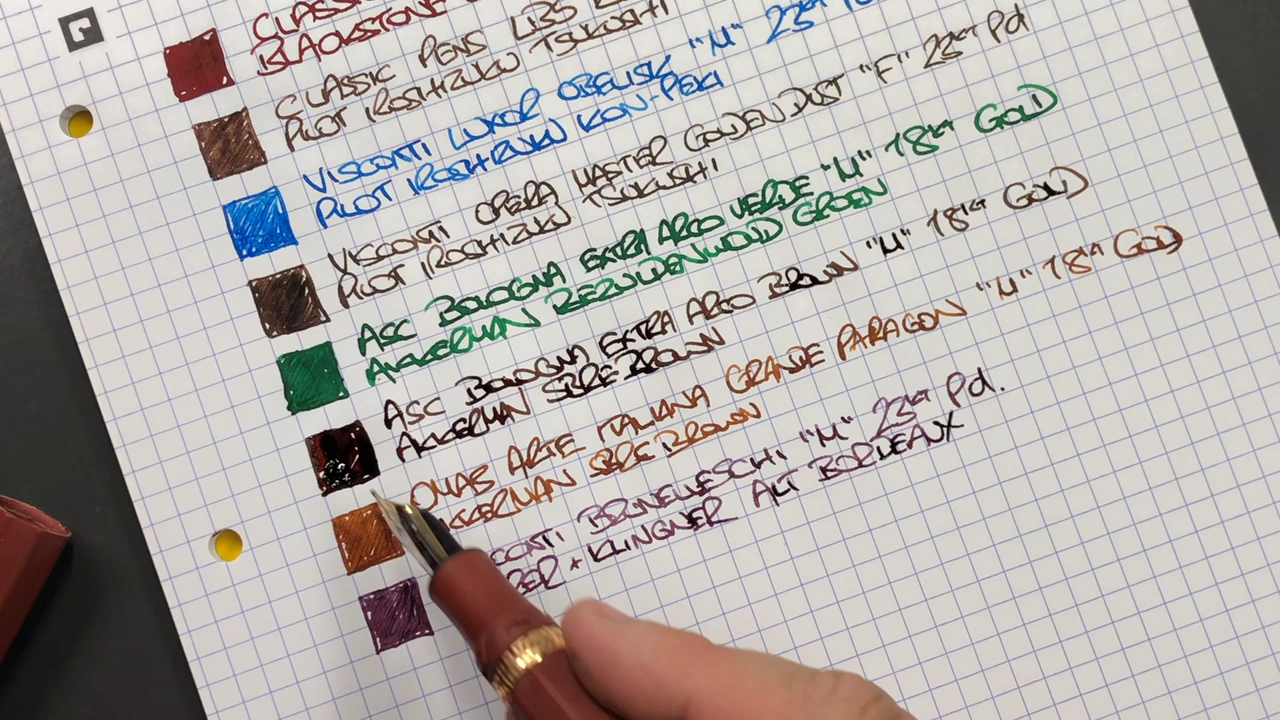 CLASSIC
BLACKSTONE
CLASSIC PENS LB5
PILOT IROSHIZUKU TSUKUSHI
VISCONTI LUXOR OBELISK "M" 23KT
PILOT IROSHIZUKU KON-PEKI
VISCONTI OPERA MASTER GOLDEN DUST "F" 23KT Pd
PILOT IROSHIZUKU TSUKUSHI
ASC BOLOGNA EXTRA ARCO VERDE "M" 18KT GOLD
AKKERMAN GROEN
ASC BOLOGNA EXTRA ARCO BROWN "M" 18KT GOLD
AKKERMAN SBRE BROWN
OMAS ARTE ITALIANA GRANDE PARAGON "M" 18KT GOLD
AKKERMAN SBRE BROWN
VISCONTI BRUNELLESCHI "M" 23KT Pd.
+ KLINGNER ALT BORDEAUX